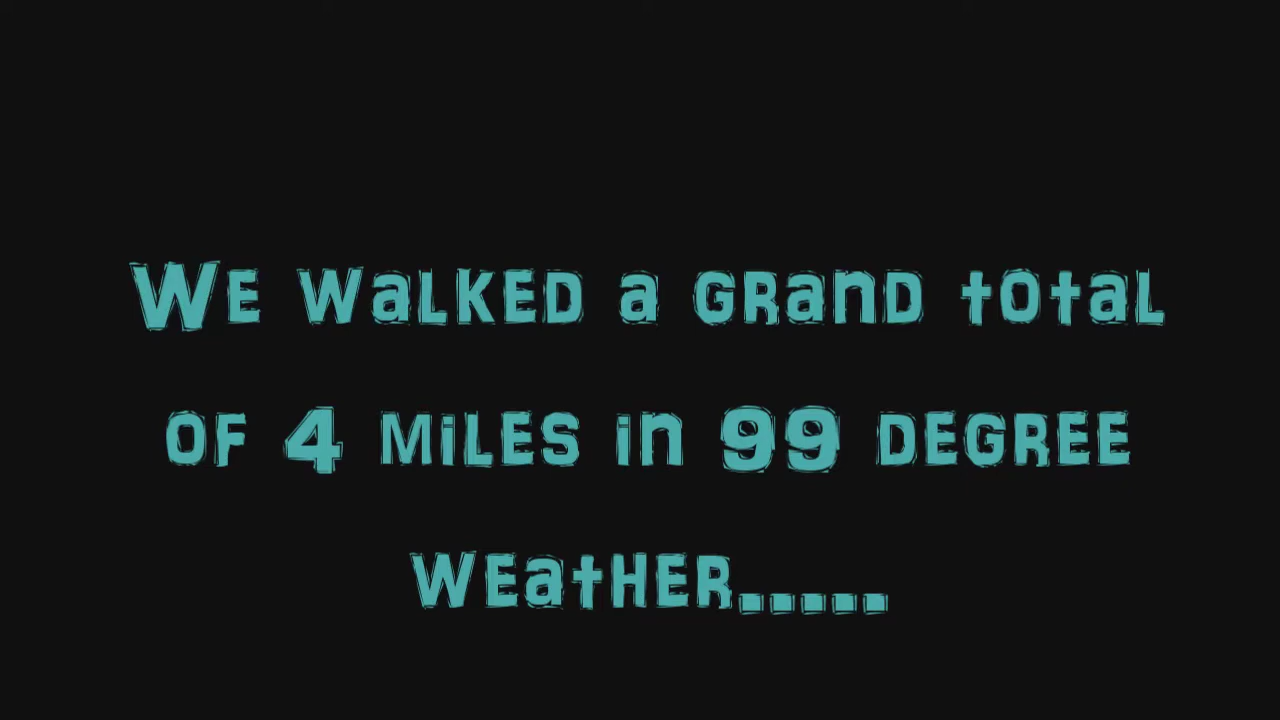 We walked a grand total
of 4 miles in 99 degree
weather.....